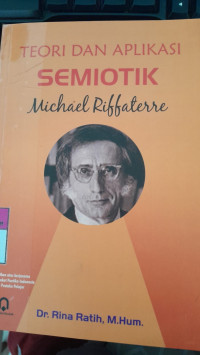 TEORI DAN APLIKASI
SEMIOTIK
Michael Riffaterre
Dr. Rina Ratih, M.Hum.